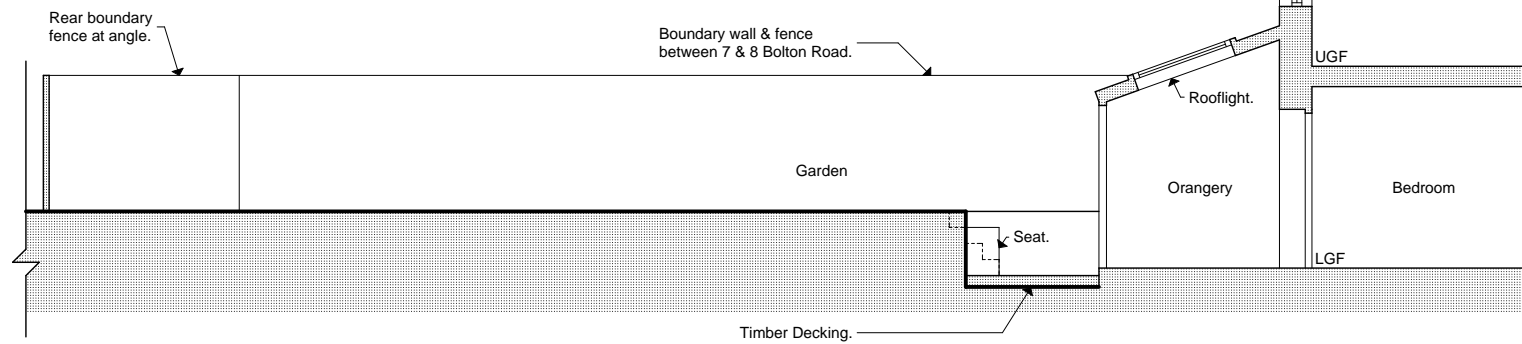 Rear boundary
fence at angle.
Boundary wall & fence
between 7 & 8 Bolton Road.
UGF
Rooflight.
Garden
Orangery
Bedroom
Seat.
LGF
Timber Decking.